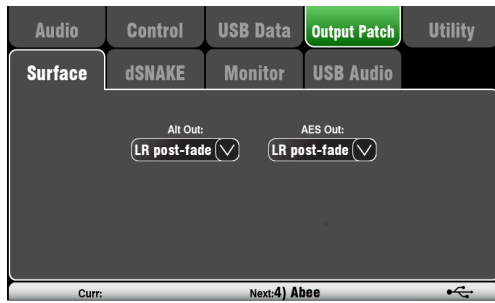 Audio Control USB Data Output Patch Utility
Surface dSNAKE Monitor USB Audio
Alt Out: AES Out:
LR post-fade LR post-fade
Curr: Next:4) Abee